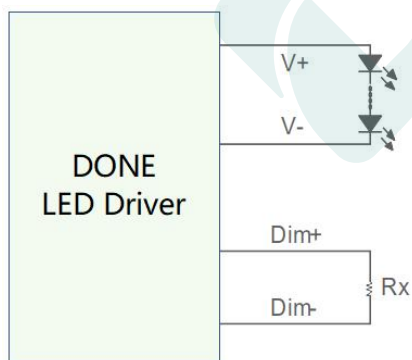 V+
V-
DONE
LED Driver
Dim+
Rx
Dim-